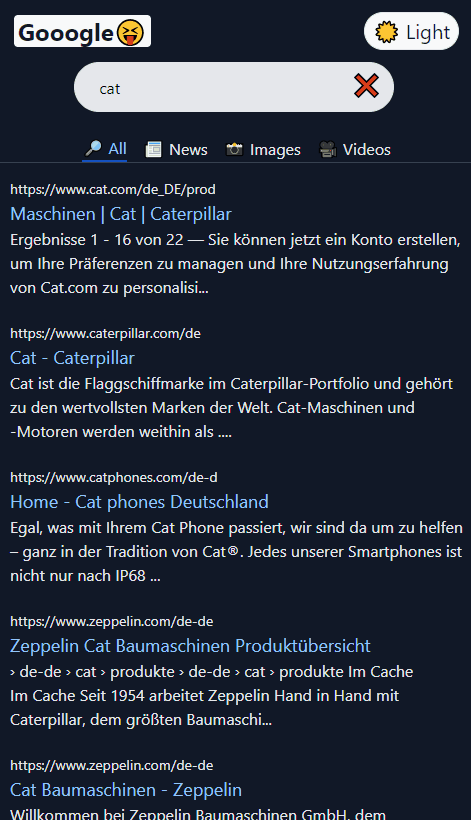 Gooogle😝
🌞 Light
cat
🔎 All 📰 News 📸 Images 🎥 Videos
https://www.cat.com/de_DE/prod
Maschinen | Cat | Caterpillar
Ergebnisse 1 - 16 von 22 — Sie können jetzt ein Konto erstellen,
um Ihre Präferenzen zu managen und Ihre Nutzungserfahrung
von Cat.com zu personalisi...
https://www.caterpillar.com/de
Cat - Caterpillar
Cat ist die Flaggschiffmarke im Caterpillar-Portfolio und gehört
zu den wertvollsten Marken der Welt. Cat-Maschinen und
-Motoren werden weithin als ....
https://www.catphones.com/de-d
Home - Cat phones Deutschland
Egal, was mit Ihrem Cat Phone passiert, wir sind da um zu helfen
– ganz in der Tradition von Cat®. Jedes unserer Smartphones ist
nicht nur nach IP68 ...
https://www.zeppelin.com/de-de
Zeppelin Cat Baumaschinen Produktübersicht
› de-de › cat › produkte › de-de › cat › produkte Im Cache
Im Cache Seit 1954 arbeitet Zeppelin Hand in Hand mit
Caterpillar, dem größten Baumaschi...
https://www.zeppelin.com/de-de
Cat Baumaschinen - Zeppelin
Willkommen bei Zeppelin Baumaschinen GmbH, dem